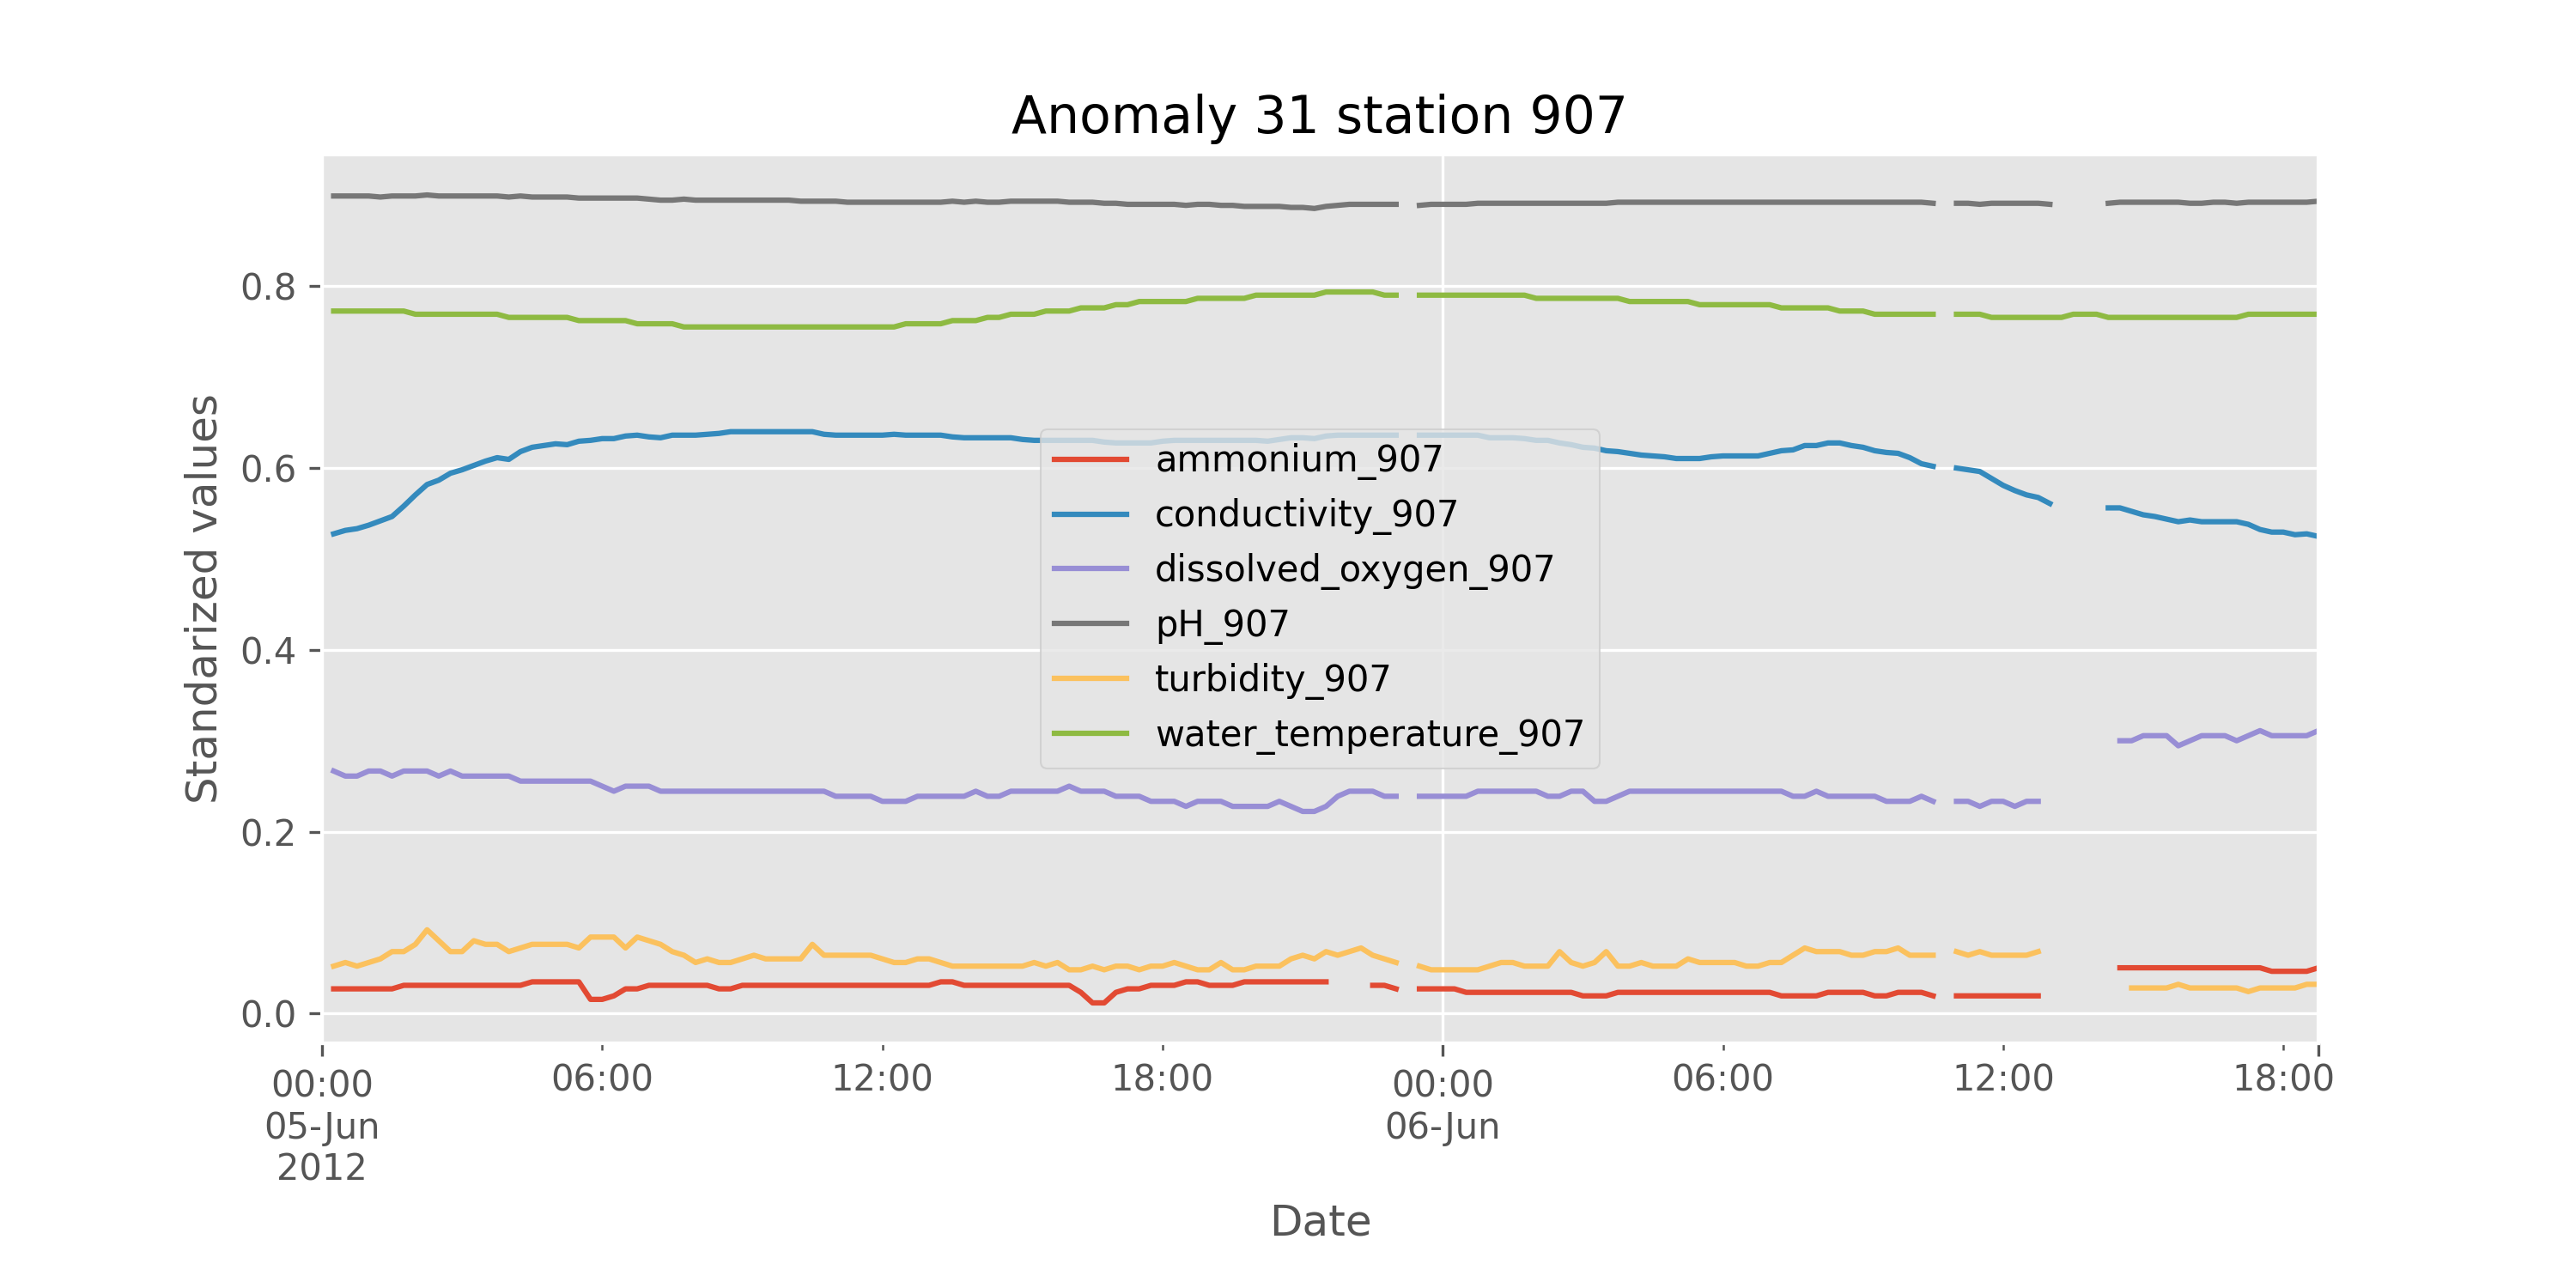 Anomaly 31 station 907
Standardized values
0.8
0.6
0.4
0.2
0.0
ammonium_907
conductivity_907
dissolved_oxygen_907
pH_907
turbidity_907
water_temperature_907
00:00 06:00 12:00 18:00 00:00 06:00 12:00 18:00
05-Jun 06-Jun
2012
Date